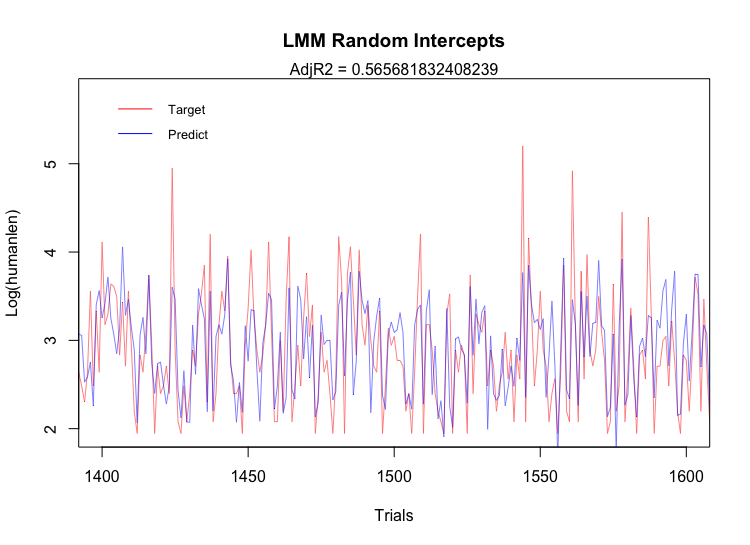 LMM Random Intercepts
AdjR2 = 0.565681832408239
Target
Predict
Log(humanlen)
5
4
3
2
1400 1450 1500 1550 1600
Trials